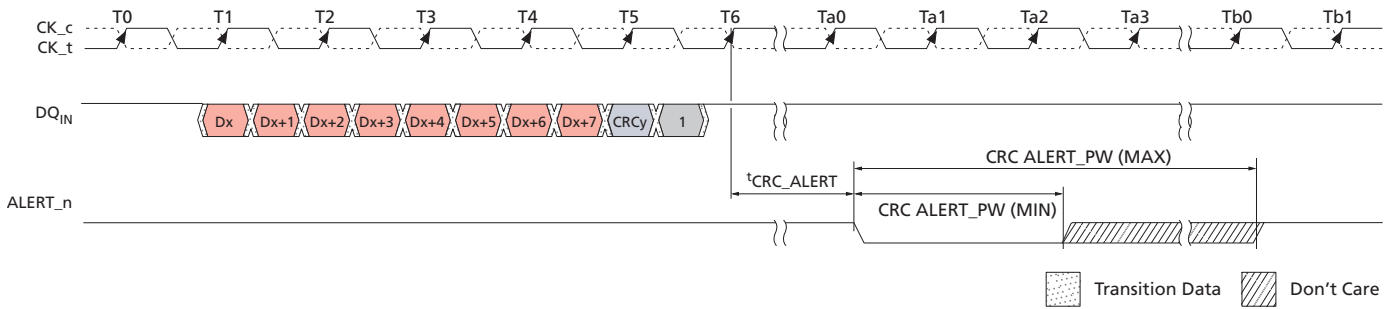 T0 T1 T2 T3 T4 T5 T6 Ta0 Ta1 Ta2 Ta3 Tb0 Tb1
CK_c
CK_t
DQIN
Dx Dx+1 Dx+2 Dx+3 Dx+4 Dx+5 Dx+6 Dx+7 CRCy 1
CRC ALERT_PW (MAX)
tCRC_ALERT
CRC ALERT_PW (MIN)
ALERT_n
Transition Data Don't Care